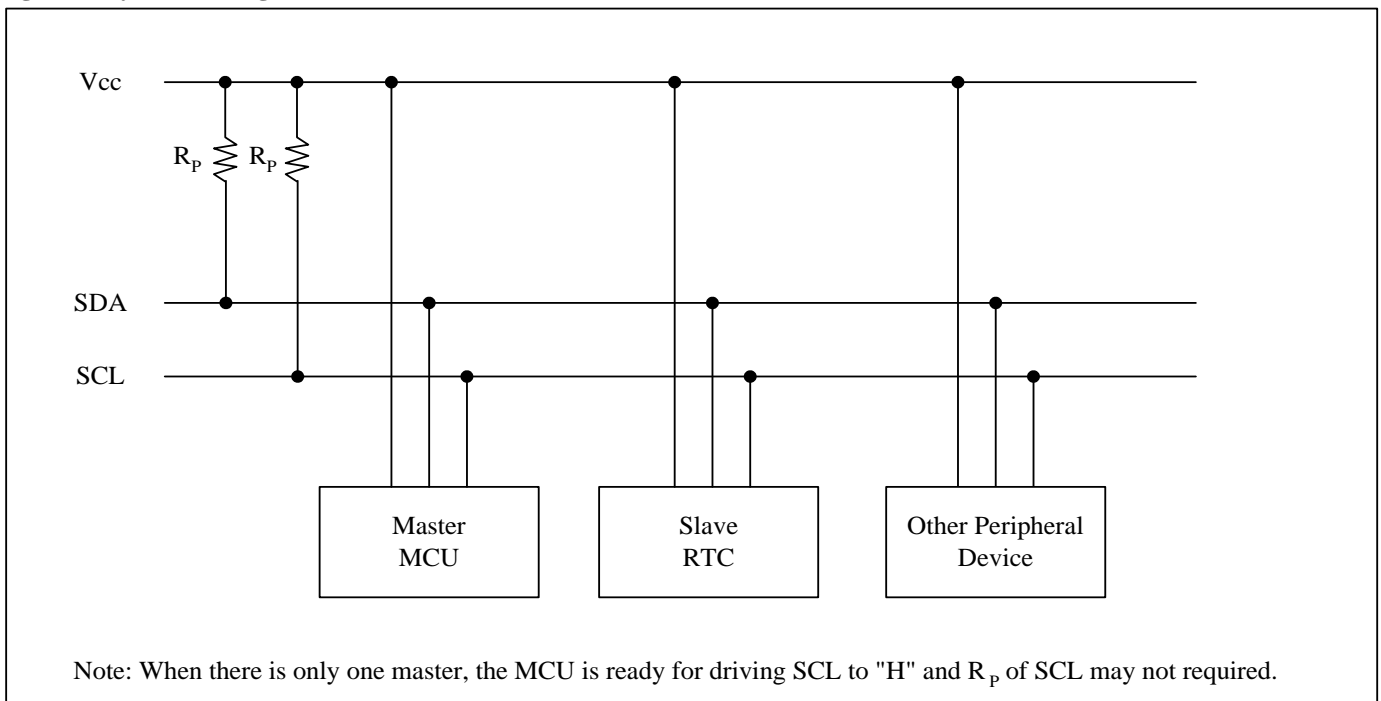 Vcc
R_P R_P
SDA
SCL
Master
MCU
Slave
RTC
Other Peripheral
Device
Note: When there is only one master, the MCU is ready for driving SCL to "H" and R_P of SCL may not required.